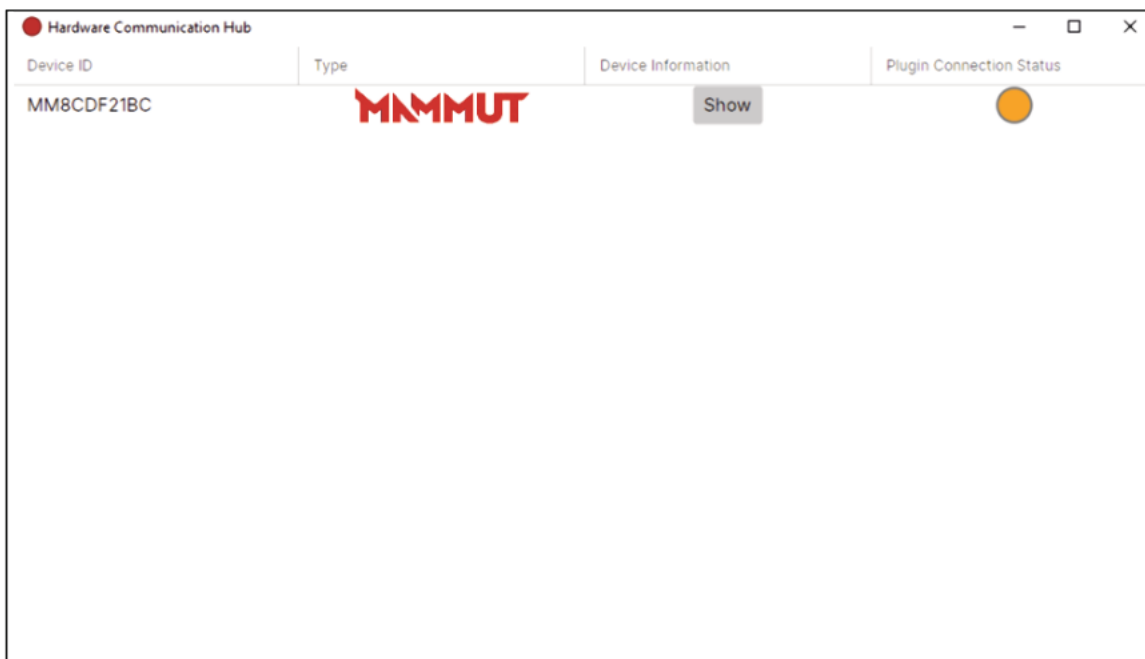 Hardware Communication Hub
Device ID Type Device Information Plugin Connection Status
MM8CDF21BC MAMMUT Show